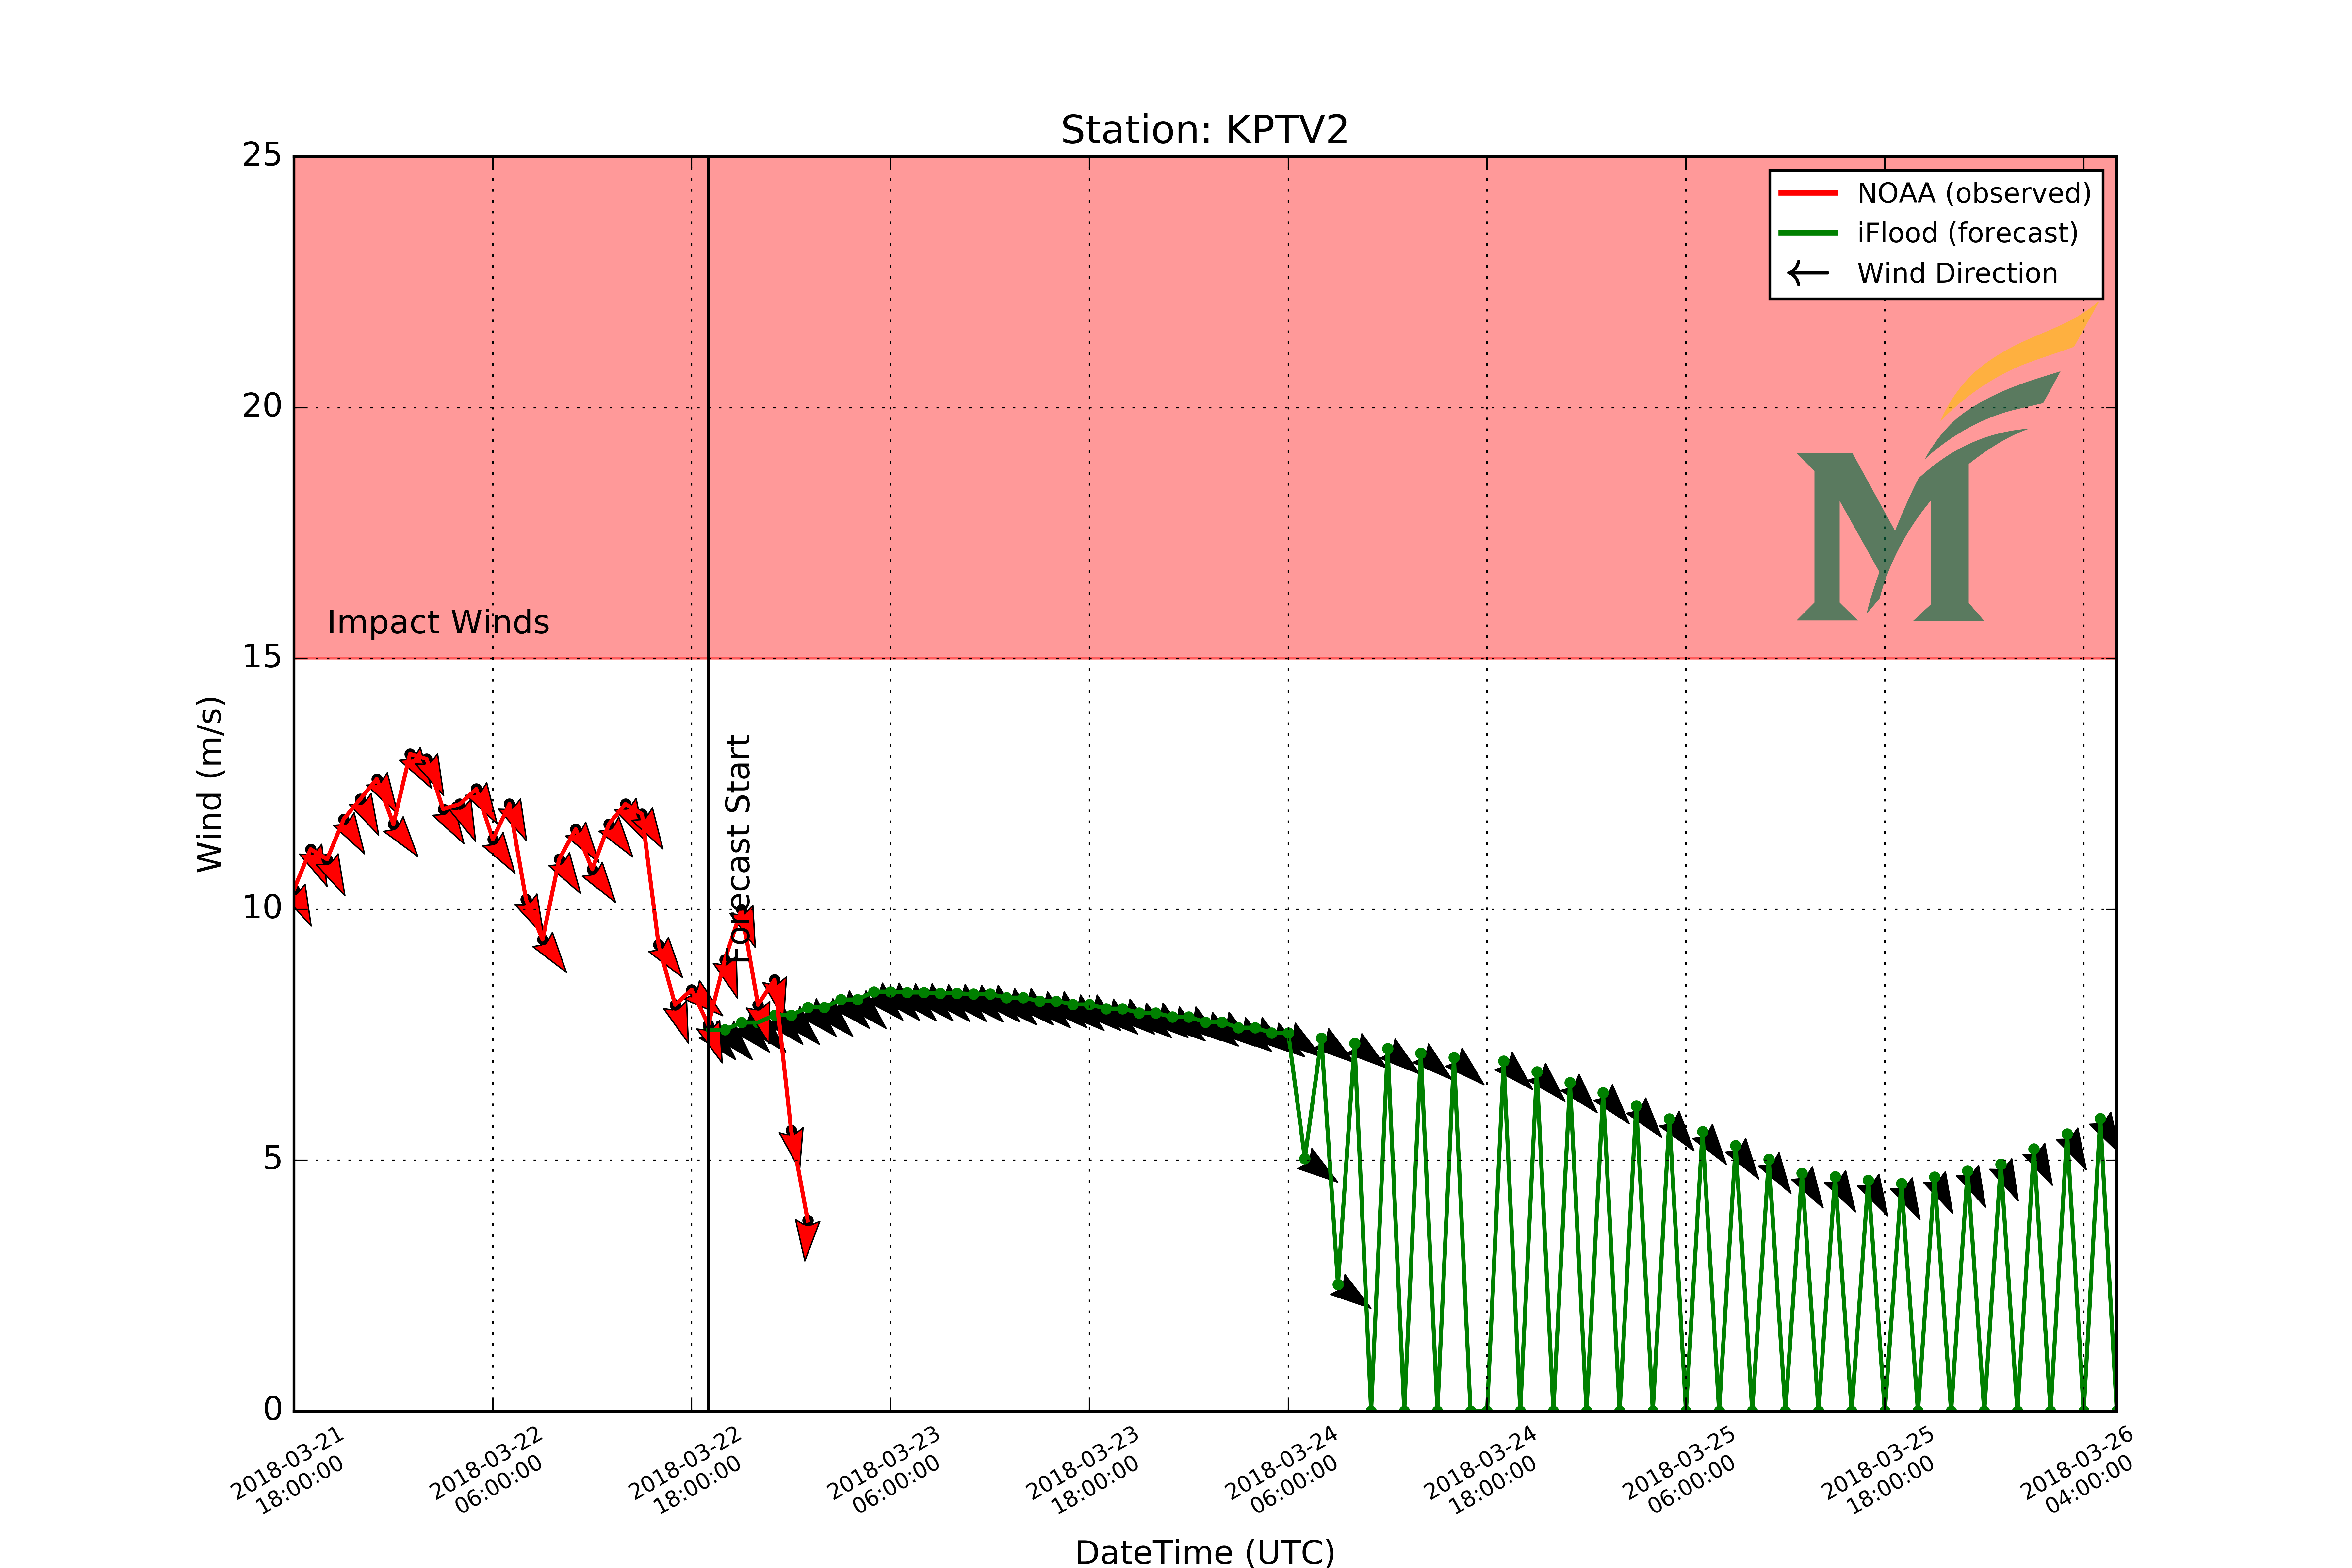 Station: KPTV2
25
20
15
10
5
0
Wind (m/s)
NOAA (observed)
iFlood (forecast)
Wind Direction
M
Impact Winds
Forecast Start
2018-03-21
18:00:00
2018-03-22
06:00:00
2018-03-22
18:00:00
2018-03-23
06:00:00
2018-03-23
18:00:00
2018-03-24
06:00:00
2018-03-24
18:00:00
2018-03-25
06:00:00
2018-03-25
18:00:00
2018-03-26
04:00:00
DateTime (UTC)